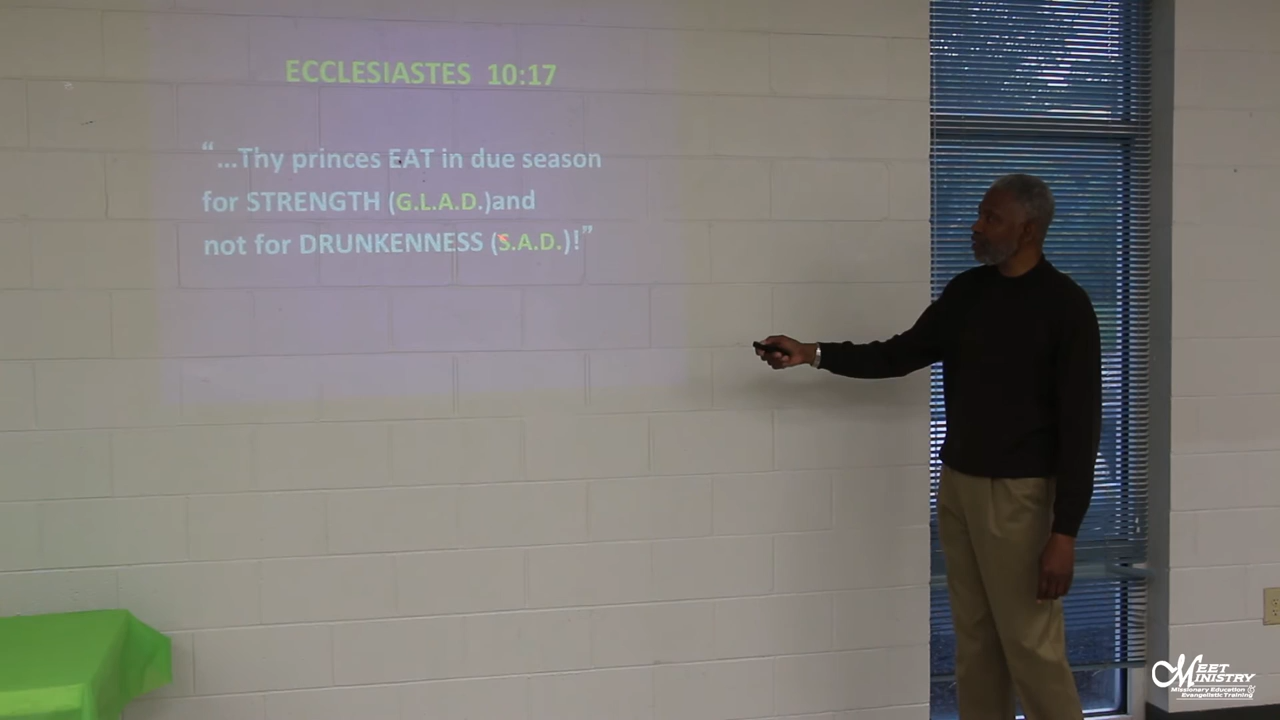 ECCLESIASTES 10:17
“...Thy princes EAT in due season
for STRENGTH (G.L.A.D.)and
not for DRUNKENNESS (S.A.D.)!”
MEET
MINISTRY
Missionary Education &
Evangelistic Training